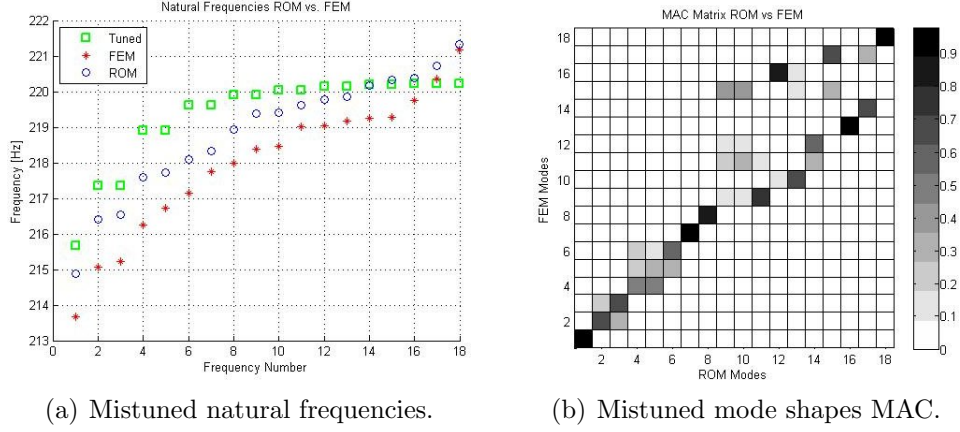 Natural Frequencies ROM vs. FEM
Tuned
FEM
ROM
Frequency [Hz]
222
221
220
219
218
217
216
215
214
213
0 2 4 6 8 10 12 14 16 18
Frequency Number
(a) Mistuned natural frequencies.
MAC Matrix ROM vs FEM
FEM Modes
18
16
14
12
10
8
6
4
2
2 4 6 8 10 12 14 16 18
ROM Modes
0.9
0.8
0.7
0.6
0.5
0.4
0.3
0.2
0.1
0
(b) Mistuned mode shapes MAC.